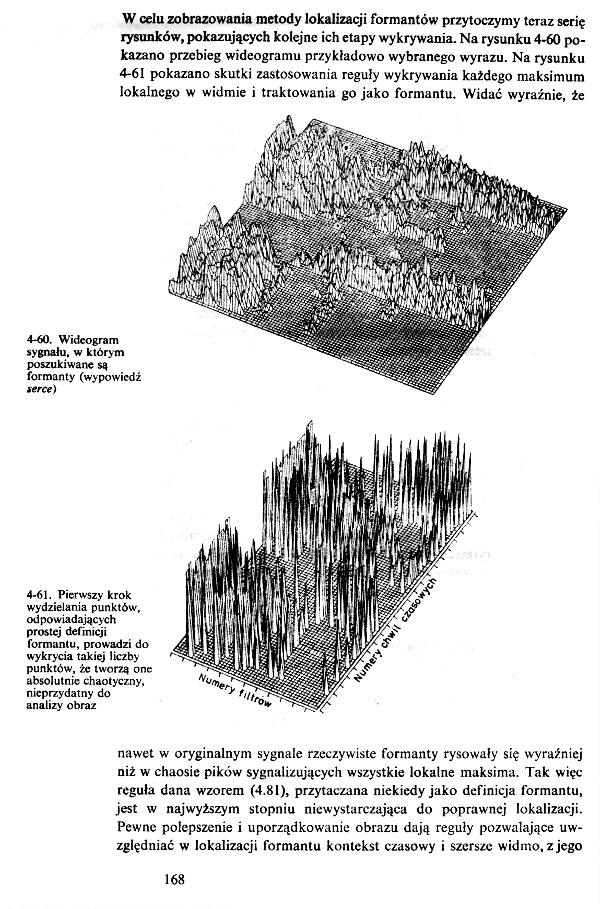 W celu zobrazowania metody lokalizacji formantów przytoczymy teraz serię
rysunków, pokazujących kolejne ich etapy wykrywania. Na rysunku 4-60 po-
kazano przebieg wideogramu przykładowo wybranego wyrazu. Na rysunku
4-61 pokazano skutki zastosowania reguły wykrywania każdego maksimum
lokalnego w widmie i traktowania go jako formantu. Widać wyraźnie, że
4-60. Wideogram
sygnału, w którym
poszukiwane są
formanty (wypowiedź
serce)
4-61. Pierwszy krok
wydzielania punktów,
odpowiadających
prostej definicji
formantu, prowadzi do
wykrycia takiej liczby
punktów, że tworzą one
absolutnie chaotyczny,
nieprzydatny do
analizy obraz
Numery filtrów
Numery chwil czasowych
nawet w oryginalnym sygnale rzeczywiste formanty rysowały się wyraźniej
niż w chaosie pików sygnalizujących wszystkie lokalne maksima. Tak więc
reguła dana wzorem (4.81), przytaczana niekiedy jako definicja formantu,
jest w najwyższym stopniu niewystarczająca do poprawnej lokalizacji.
Pewne polepszenie i uporządkowanie obrazu dają reguły pozwalające uw-
zględniać w lokalizacji formantu kontekst czasowy i szersze widmo, z jego
168